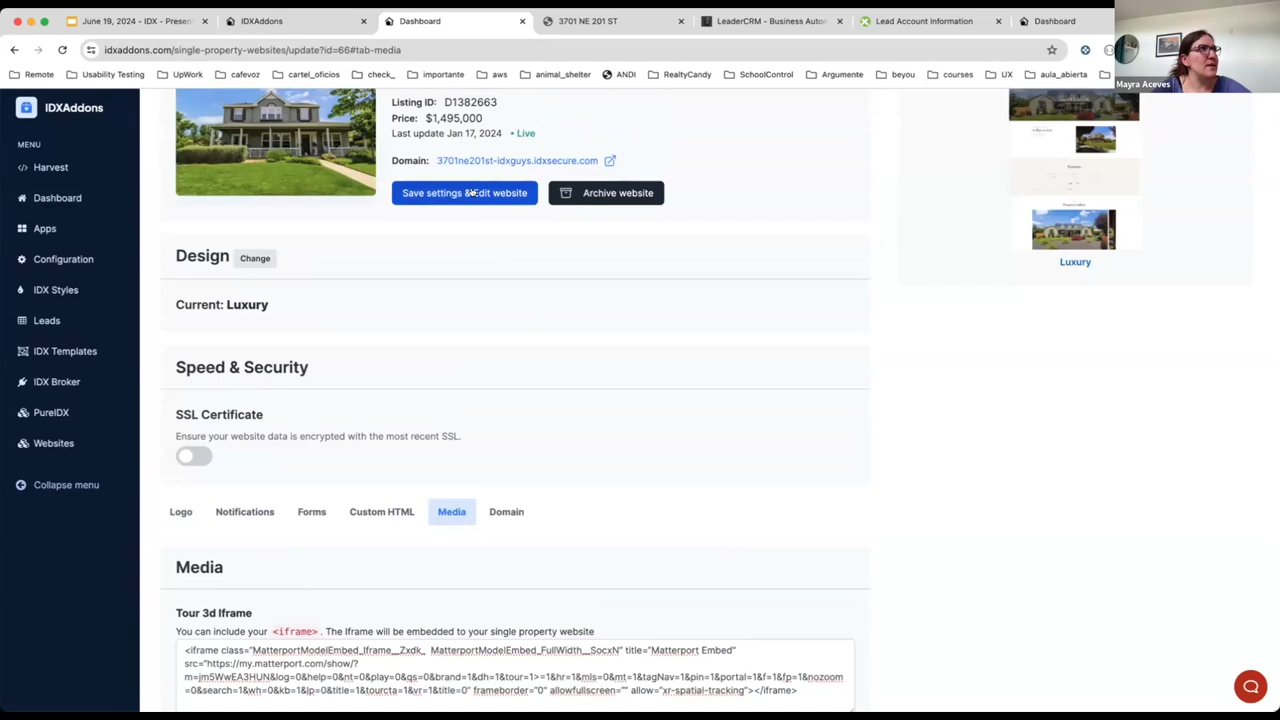 June 19, 2024 - IDX - Presen
IDXAddons
Dashboard
3701 NE 201 ST
LeaderCRM - Business Autom
Lead Account Information
Dashboard
idxaddons.com/single-property-websites/update?id=66#tab-media
Remote
Usability Testing
UpWork
cafevoz
cartel_oficios
check_
importante
aws
animal_shelter
ANDI
RealtyCandy
SchoolControl
Argumente
beyou
courses
UX
aula_abierta
Mayra Aceves
IDXAddons
MENU
Harvest
Dashboard
Apps
Configuration
IDX Styles
Leads
IDX Templates
IDX Broker
PureIDX
Websites
Collapse menu
Listing ID: D1382663
Price: $1,495,000
Last update Jan 17, 2024 • Live
Domain: 3701ne201st-idxguys.idxsecure.com
Save settings & Edit website
Archive website
Luxury
Design Change
Current: Luxury
Speed & Security
SSL Certificate
Ensure your website data is encrypted with the most recent SSL.
Logo Notifications Forms Custom HTML Media Domain
Media
Tour 3d Iframe
You can include your <iframe>. The Iframe will be embedded to your single property website
<iframe class="MatterportModelEmbed_Iframe__Zxdk_ MatterportModelEmbed_FullWidth__SocxN" title="Matterport Embed"
src="https://my.matterport.com/show/?
m=jm5WwEA3HUN&log=0&help=0&nt=0&play=0&qs=0&brand=1&dh=1&tour=1>=1&hr=1&mls=0&mt=1&tagNav=1&pin=1&portal=1&f=1&fp=1&nozoom
=0&search=1&wh=0&kb=1&lp=0&title=1&tourcta=1&vr=1&title=0" frameborder="0" allowfullscreen="" allow="xr-spatial-tracking"></iframe>